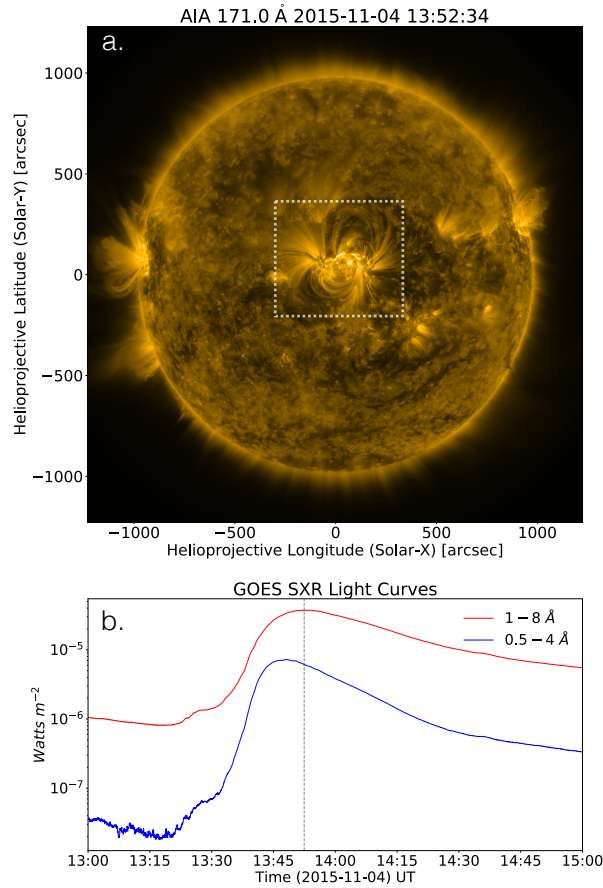 AIA 171.0 Å 2015-11-04 13:52:34
a.
1000
500
0
−500
−1000
Helioprojective Latitude (Solar-Y) [arcsec]
−1000 −500 0 500 1000
Helioprojective Longitude (Solar-X) [arcsec]
GOES SXR Light Curves
b.
1 − 8 Å
0.5 − 4 Å
10⁻⁵
10⁻⁶
10⁻⁷
Watts m⁻²
13:00 13:15 13:30 13:45 14:00 14:15 14:30 14:45 15:00
Time (2015-11-04) UT